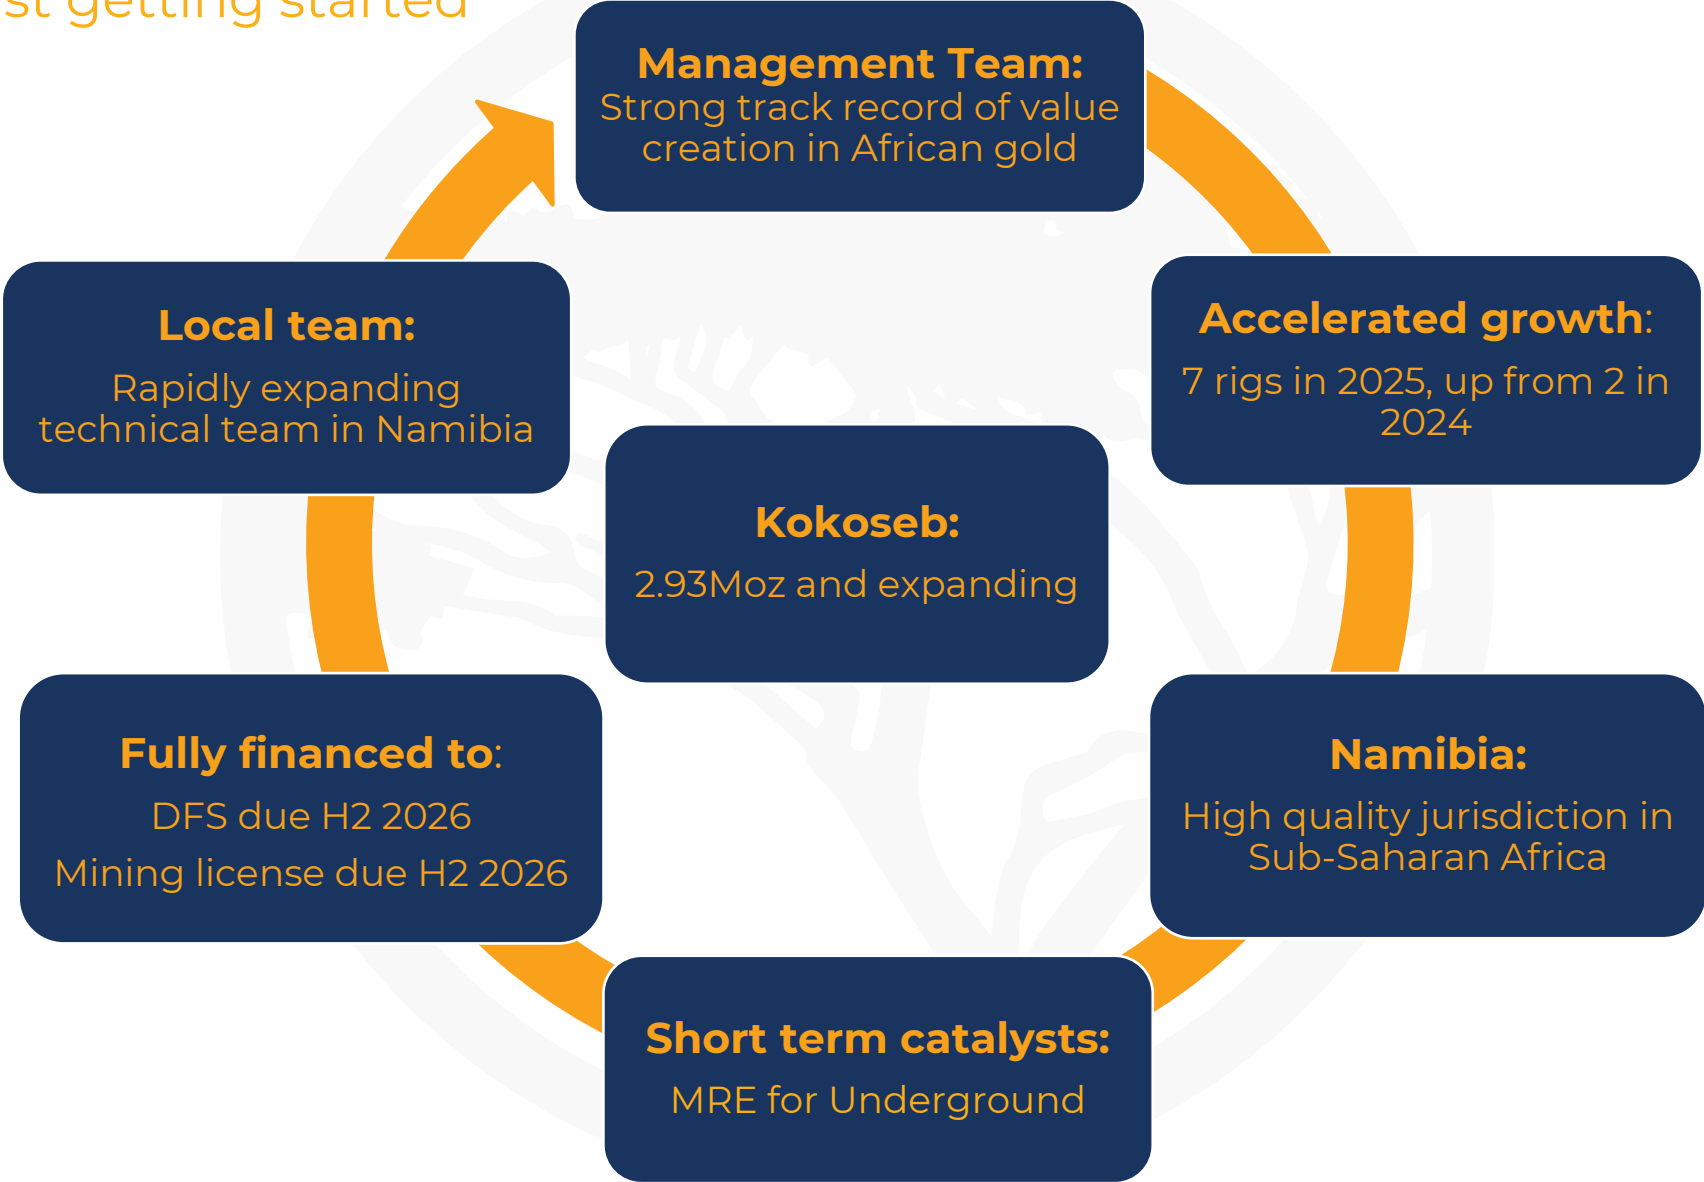 st getting started
Management Team:
Strong track record of value
creation in African gold
Accelerated growth:
7 rigs in 2025, up from 2 in
2024
Namibia:
High quality jurisdiction in
Sub-Saharan Africa
Short term catalysts:
MRE for Underground
Fully financed to:
DFS due H2 2026
Mining license due H2 2026
Local team:
Rapidly expanding
technical team in Namibia
Kokoseb:
2.93Moz and expanding